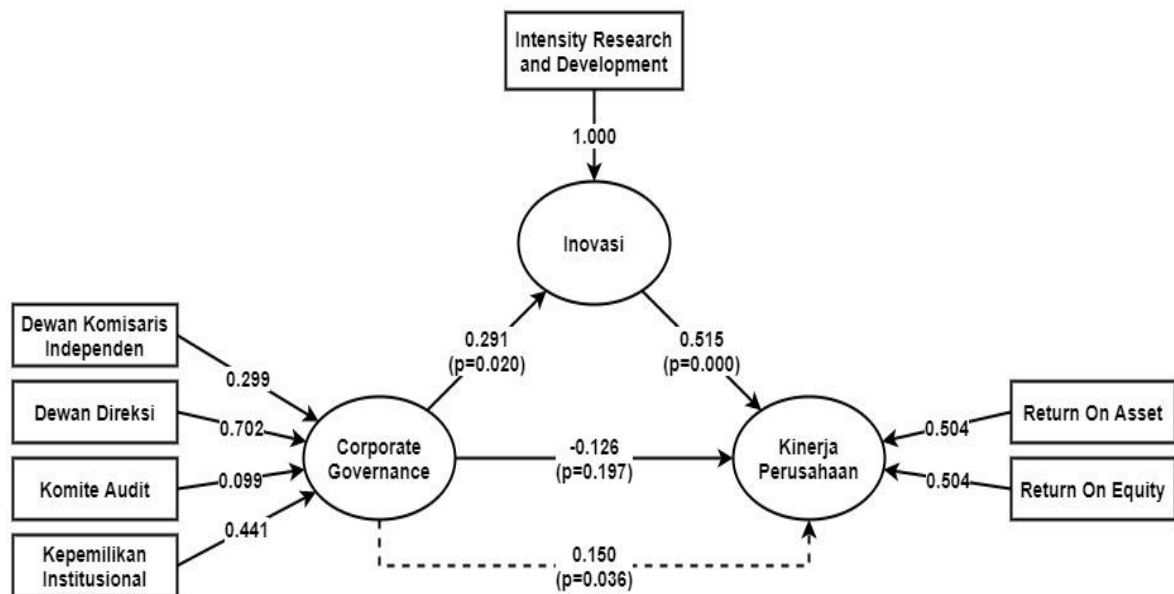 Intensity Research
and Development
1.000
Inovasi
Dewan Komisaris
Independen
0.299
Dewan Direksi
0.702
Komite Audit
0.099
Kepemilikan
Institusional
0.441
Corporate
Governance
0.291
(p=0.020)
0.515
(p=0.000)
-0.126
(p=0.197)
0.150
(p=0.036)
Kinerja
Perusahaan
0.504
Return On Asset
0.504
Return On Equity